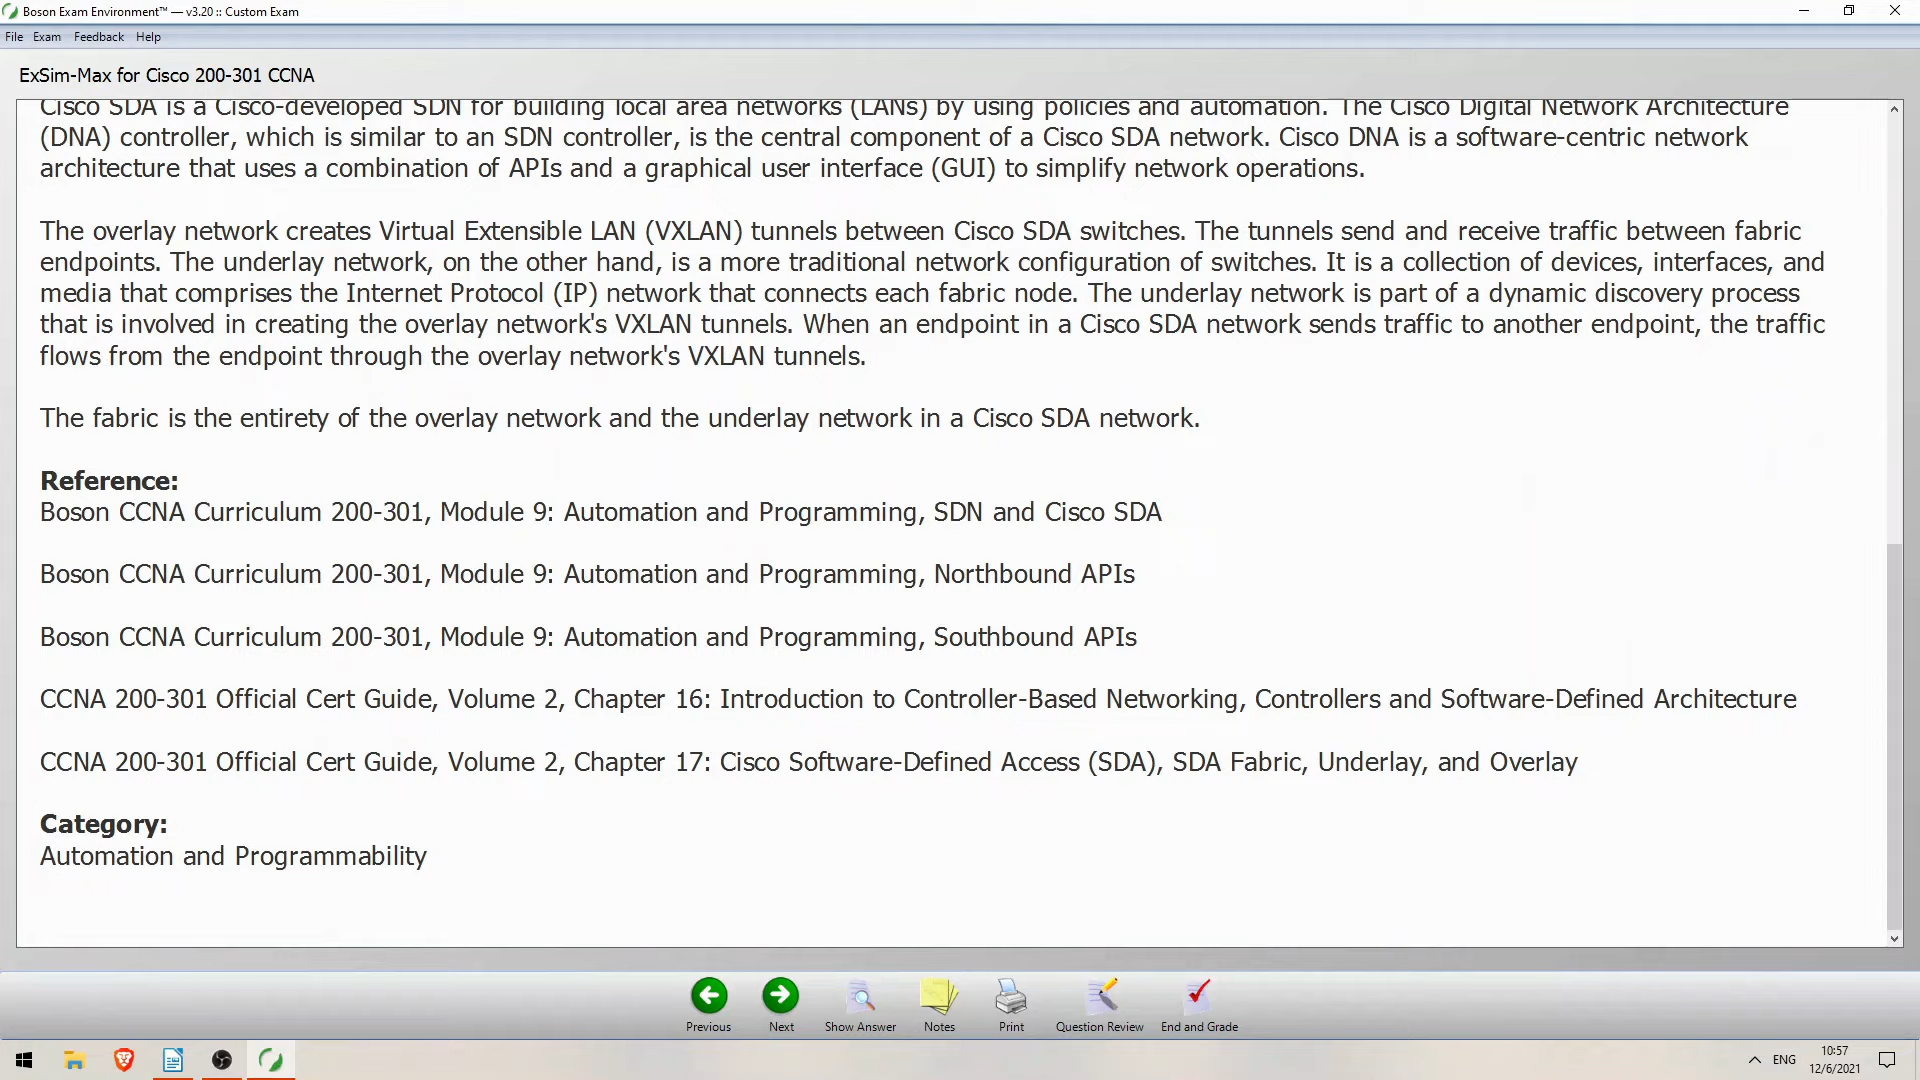 Boson Exam Environment™ — v3.20 :: Custom Exam
File Exam Feedback Help
ExSim-Max for Cisco 200-301 CCNA
Cisco SDA is a Cisco-developed SDN for building local area networks (LANs) by using policies and automation. The Cisco Digital Network Architecture
(DNA) controller, which is similar to an SDN controller, is the central component of a Cisco SDA network. Cisco DNA is a software-centric network
architecture that uses a combination of APIs and a graphical user interface (GUI) to simplify network operations.
The overlay network creates Virtual Extensible LAN (VXLAN) tunnels between Cisco SDA switches. The tunnels send and receive traffic between fabric
endpoints. The underlay network, on the other hand, is a more traditional network configuration of switches. It is a collection of devices, interfaces, and
media that comprises the Internet Protocol (IP) network that connects each fabric node. The underlay network is part of a dynamic discovery process
that is involved in creating the overlay network's VXLAN tunnels. When an endpoint in a Cisco SDA network sends traffic to another endpoint, the traffic
flows from the endpoint through the overlay network's VXLAN tunnels.
The fabric is the entirety of the overlay network and the underlay network in a Cisco SDA network.
Reference:
Boson CCNA Curriculum 200-301, Module 9: Automation and Programming, SDN and Cisco SDA
Boson CCNA Curriculum 200-301, Module 9: Automation and Programming, Northbound APIs
Boson CCNA Curriculum 200-301, Module 9: Automation and Programming, Southbound APIs
CCNA 200-301 Official Cert Guide, Volume 2, Chapter 16: Introduction to Controller-Based Networking, Controllers and Software-Defined Architecture
CCNA 200-301 Official Cert Guide, Volume 2, Chapter 17: Cisco Software-Defined Access (SDA), SDA Fabric, Underlay, and Overlay
Category:
Automation and Programmability
Previous Next Show Answer Notes Print Question Review End and Grade
ENG
10:57
12/6/2021